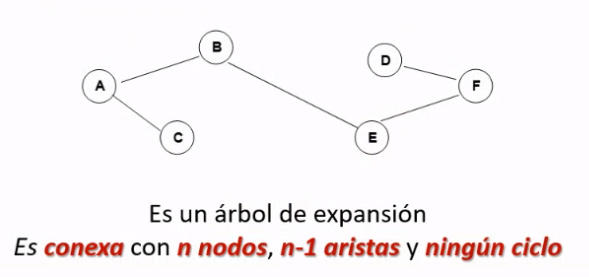 B
D
A
F
C
E
Es un árbol de expansión
Es conexa con n nodos, n-1 aristas y ningún ciclo